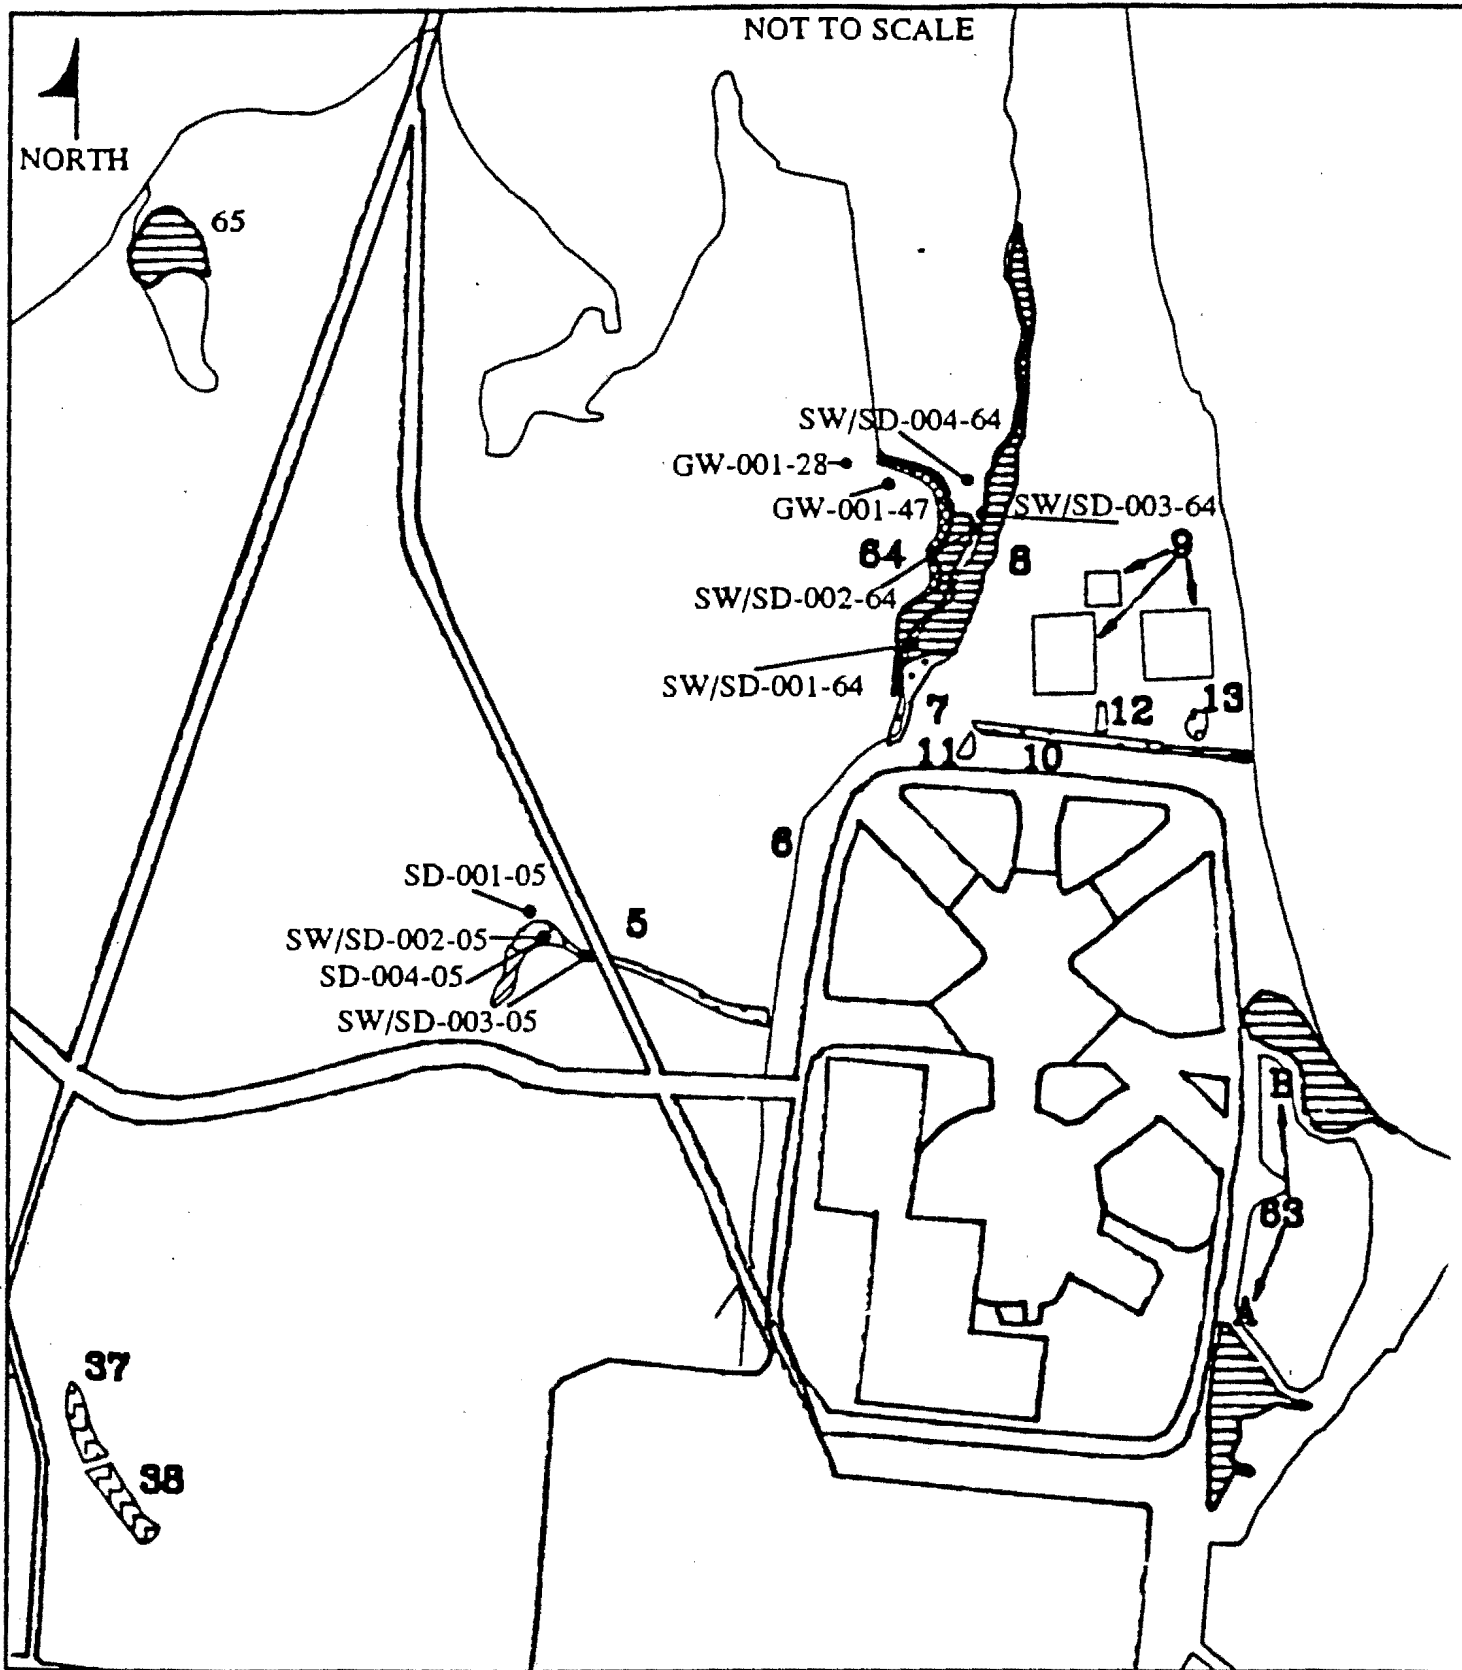 NOT TO SCALE
NORTH
65
SW/SD-004-64
GW-001-28
GW-001-47
SW/SD-003-64
64
8
9
SW/SD-002-64
SW/SD-001-64
7
12
13
11
10
6
SD-001-05
5
SW/SD-002-05
SD-004-05
SW/SD-003-05
B
63
A
37
38